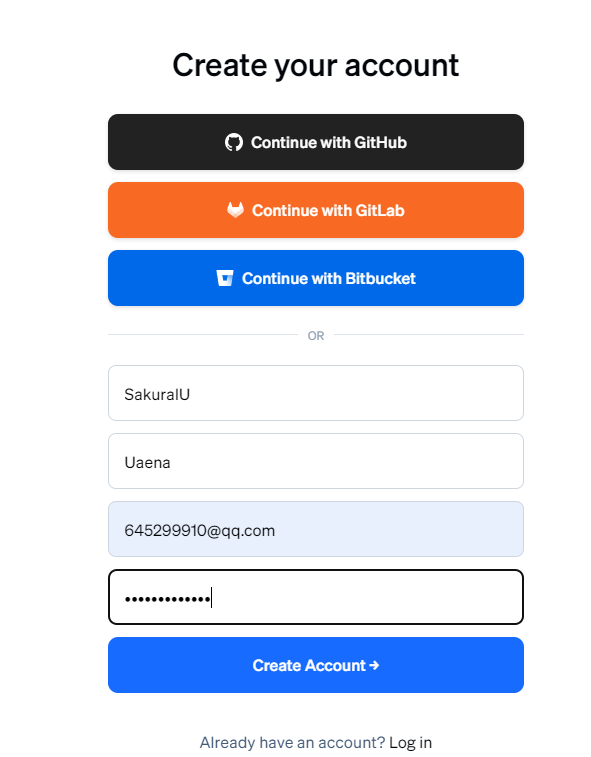 Create your account
Continue with GitHub
Continue with GitLab
Continue with Bitbucket
OR
SakuraIU
Uaena
645299910@qq.com
•••••••••••••
Create Account →
Already have an account? Log in